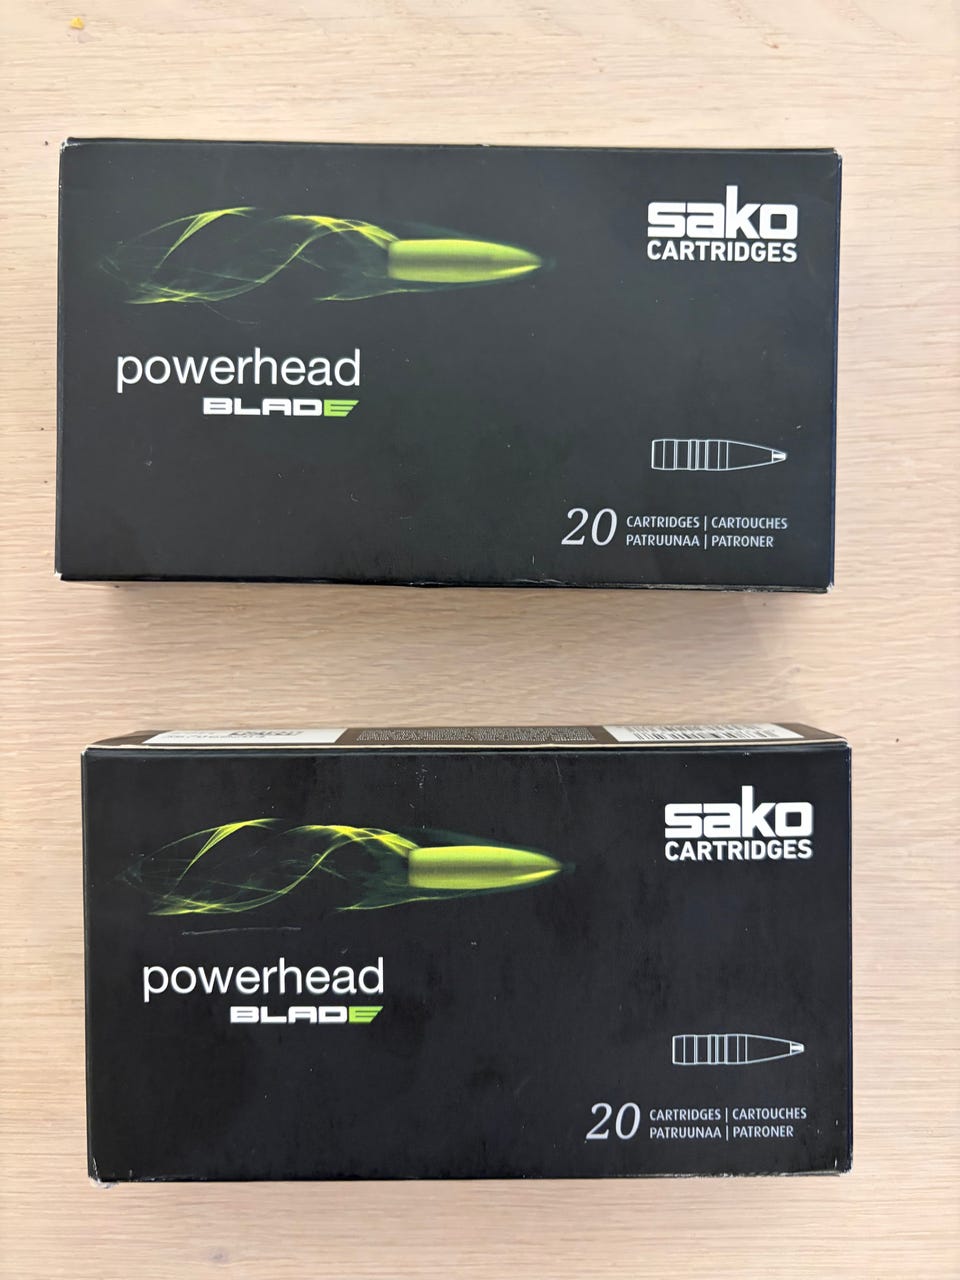 sako
CARTRIDGES
powerhead
BLADE
20 CARTRIDGES | CARTOUCHES
PATRUUNAA | PATRONER
sako
CARTRIDGES
powerhead
BLADE
20 CARTRIDGES | CARTOUCHES
PATRUUNAA | PATRONER